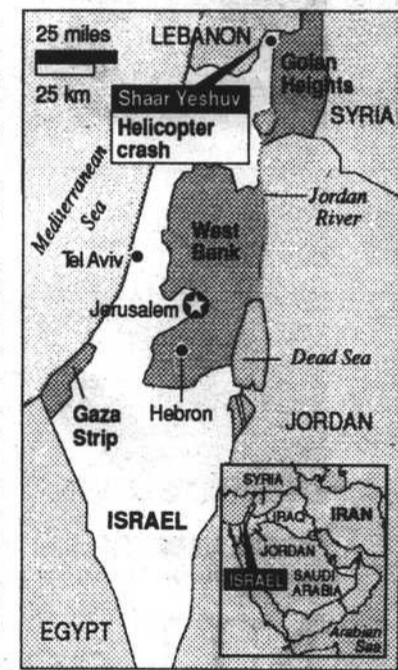 25 miles
25 km
LEBANON
Golan
Heights
Shaar Yeshuv
Helicopter
crash
SYRIA
Mediterranean
Sea
Jordan
River
West
Bank
Tel Aviv
Jerusalem
Dead Sea
Gaza
Strip
Hebron
JORDAN
ISRAEL
EGYPT
SYRIA
IRAQ
IRAN
JORDAN
ISRAEL
SAUDI
ARABIA
Arabian
Sea